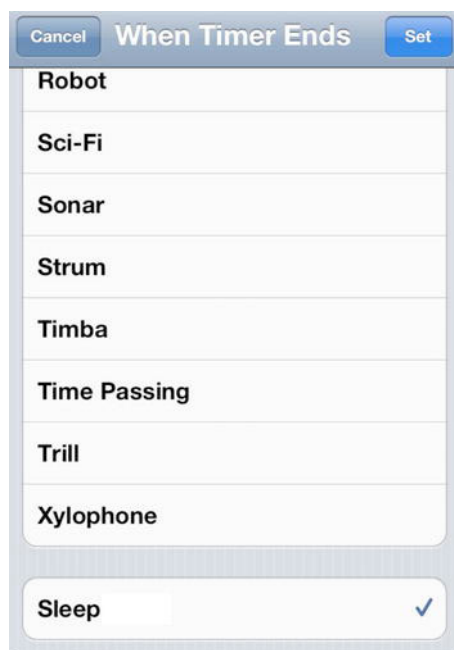 Cancel When Timer Ends Set
Robot
Sci-Fi
Sonar
Strum
Timba
Time Passing
Trill
Xylophone
Sleep